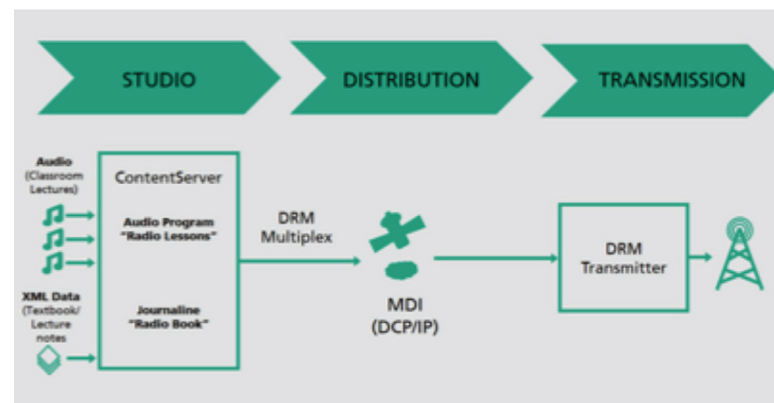 STUDIO
DISTRIBUTION
TRANSMISSION
Audio
(Classroom
Lectures)
ContentServer
Audio Program
"Radio Lessons"
XML Data
(Textbook/
Lecture
notes
Journaline
"Radio Book"
DRM
Multiplex
MDI
(DCP/IP)
DRM
Transmitter